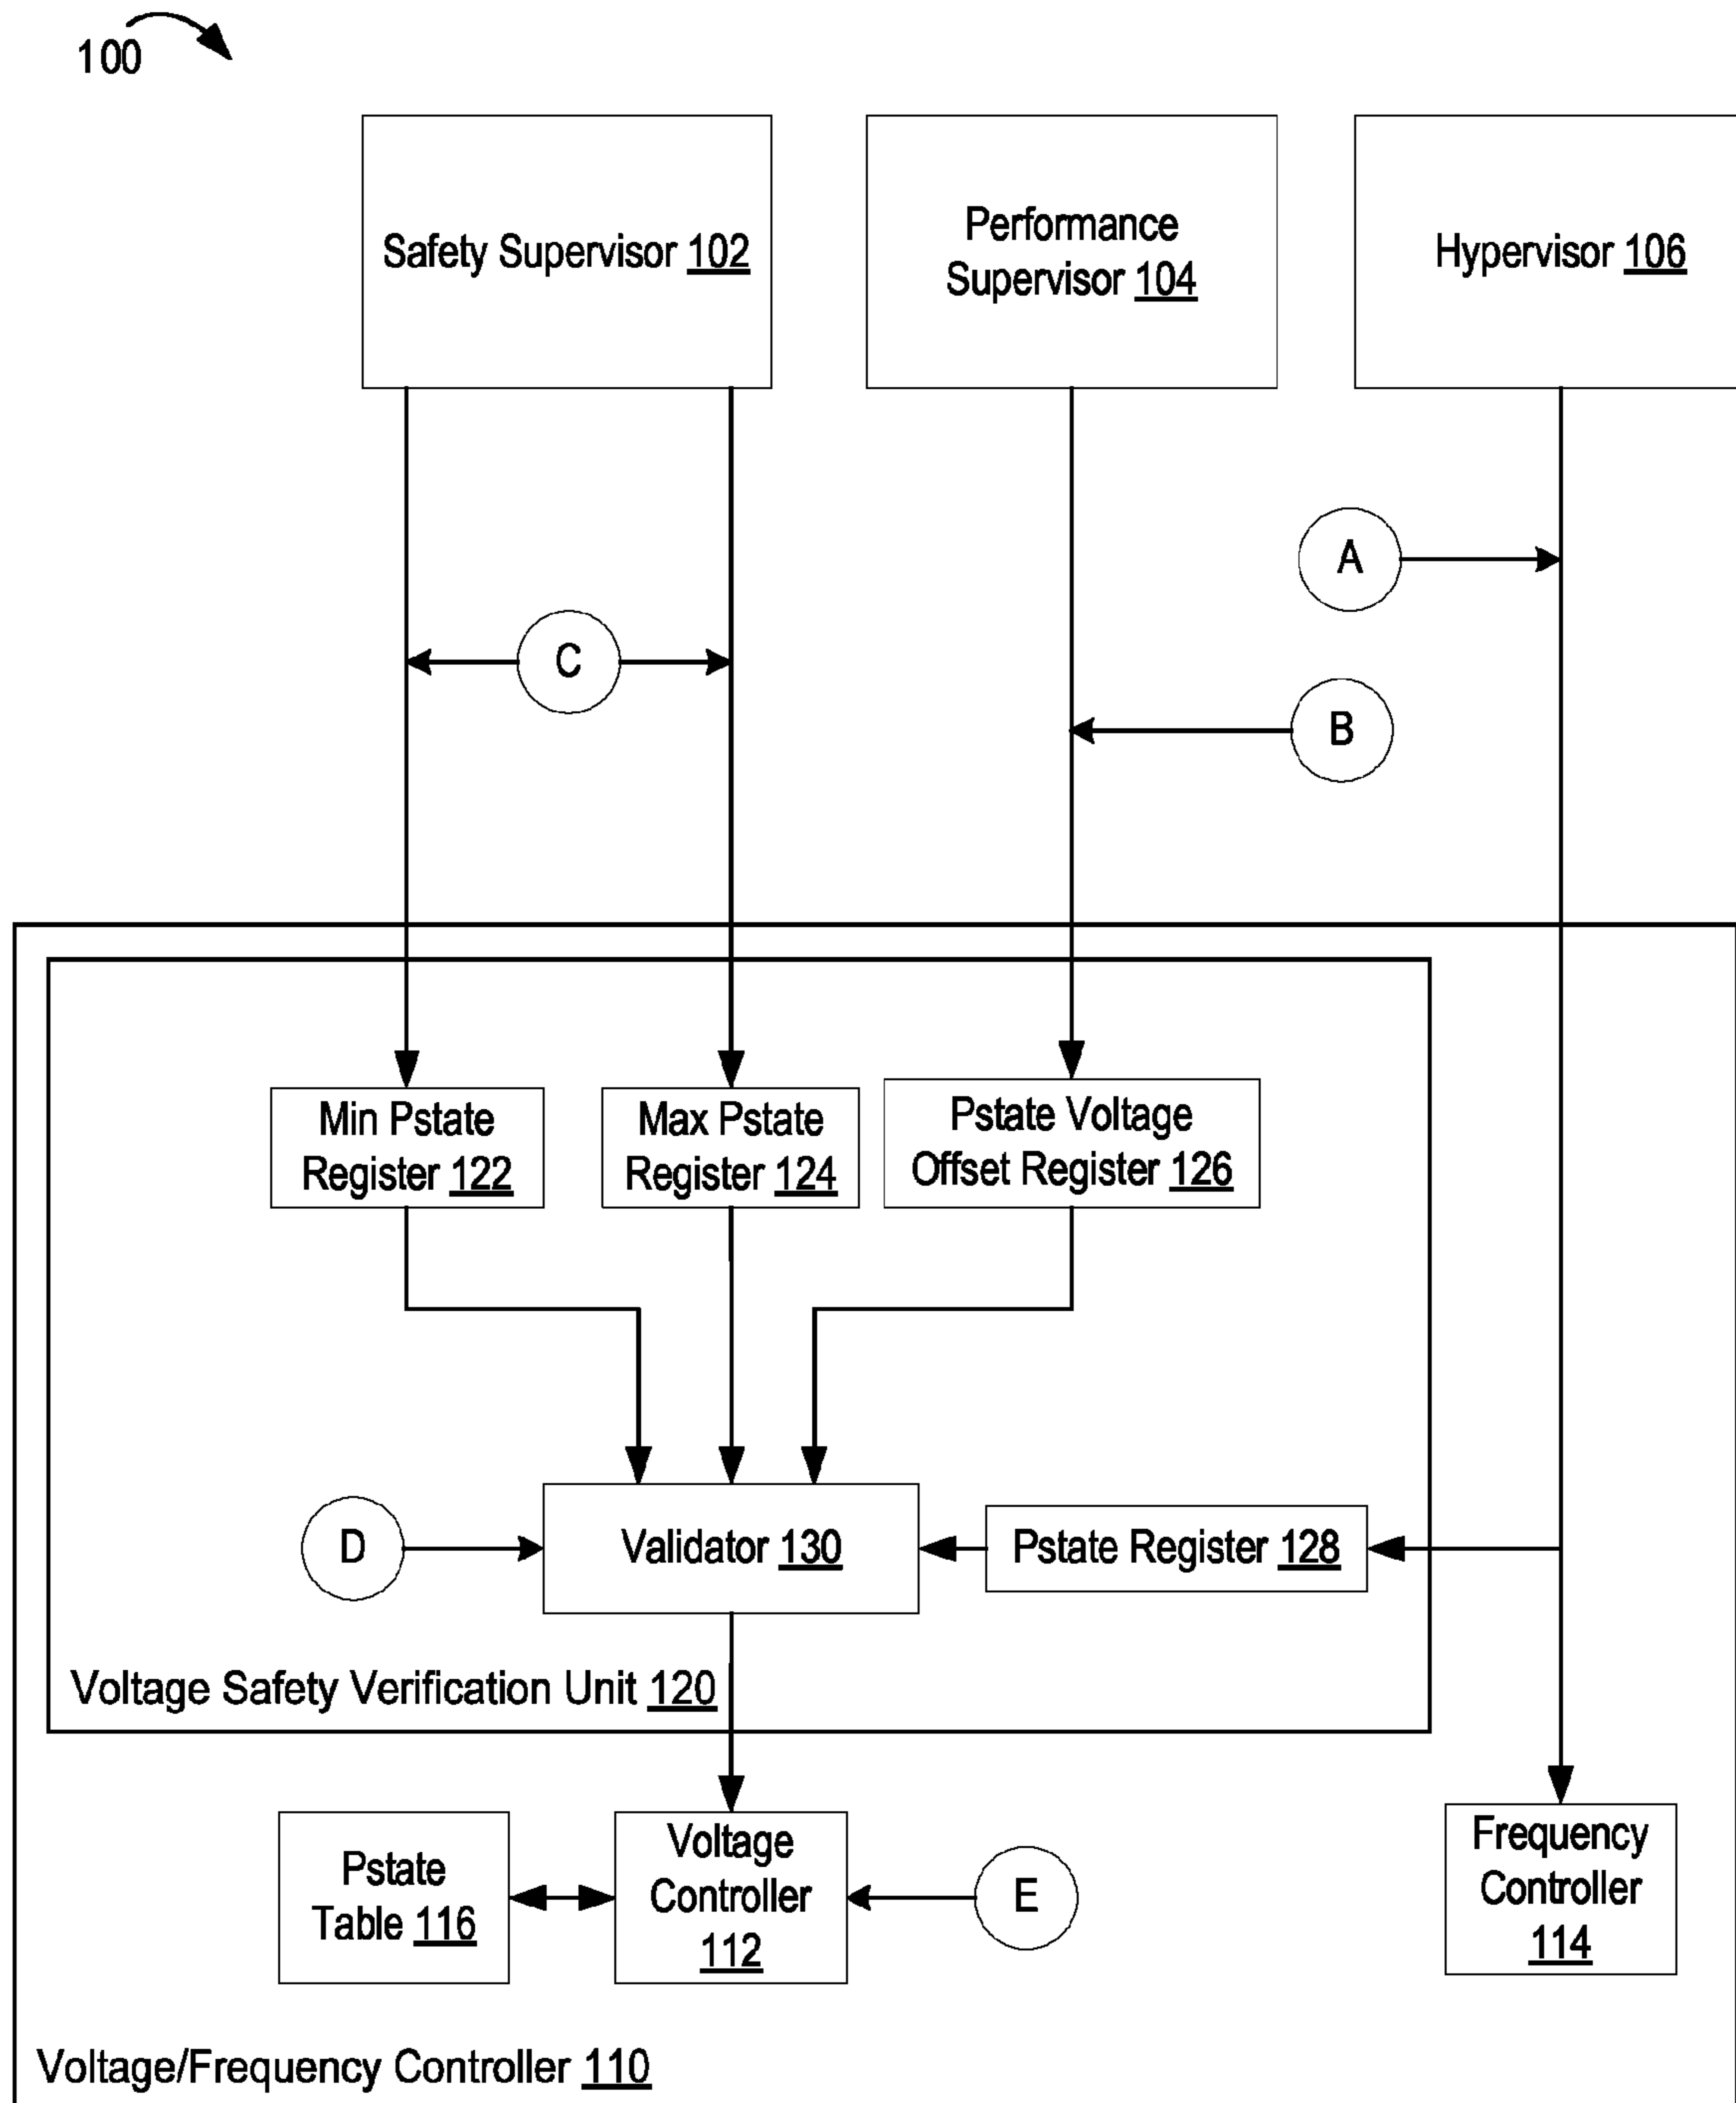 100
Safety Supervisor 102
Performance
Supervisor 104
Hypervisor 106
A
C
B
Min Pstate
Register 122
Max Pstate
Register 124
Pstate Voltage
Offset Register 126
D
Validator 130
Pstate Register 128
Voltage Safety Verification Unit 120
Pstate
Table 116
Voltage
Controller
112
E
Frequency
Controller
114
Voltage/Frequency Controller 110